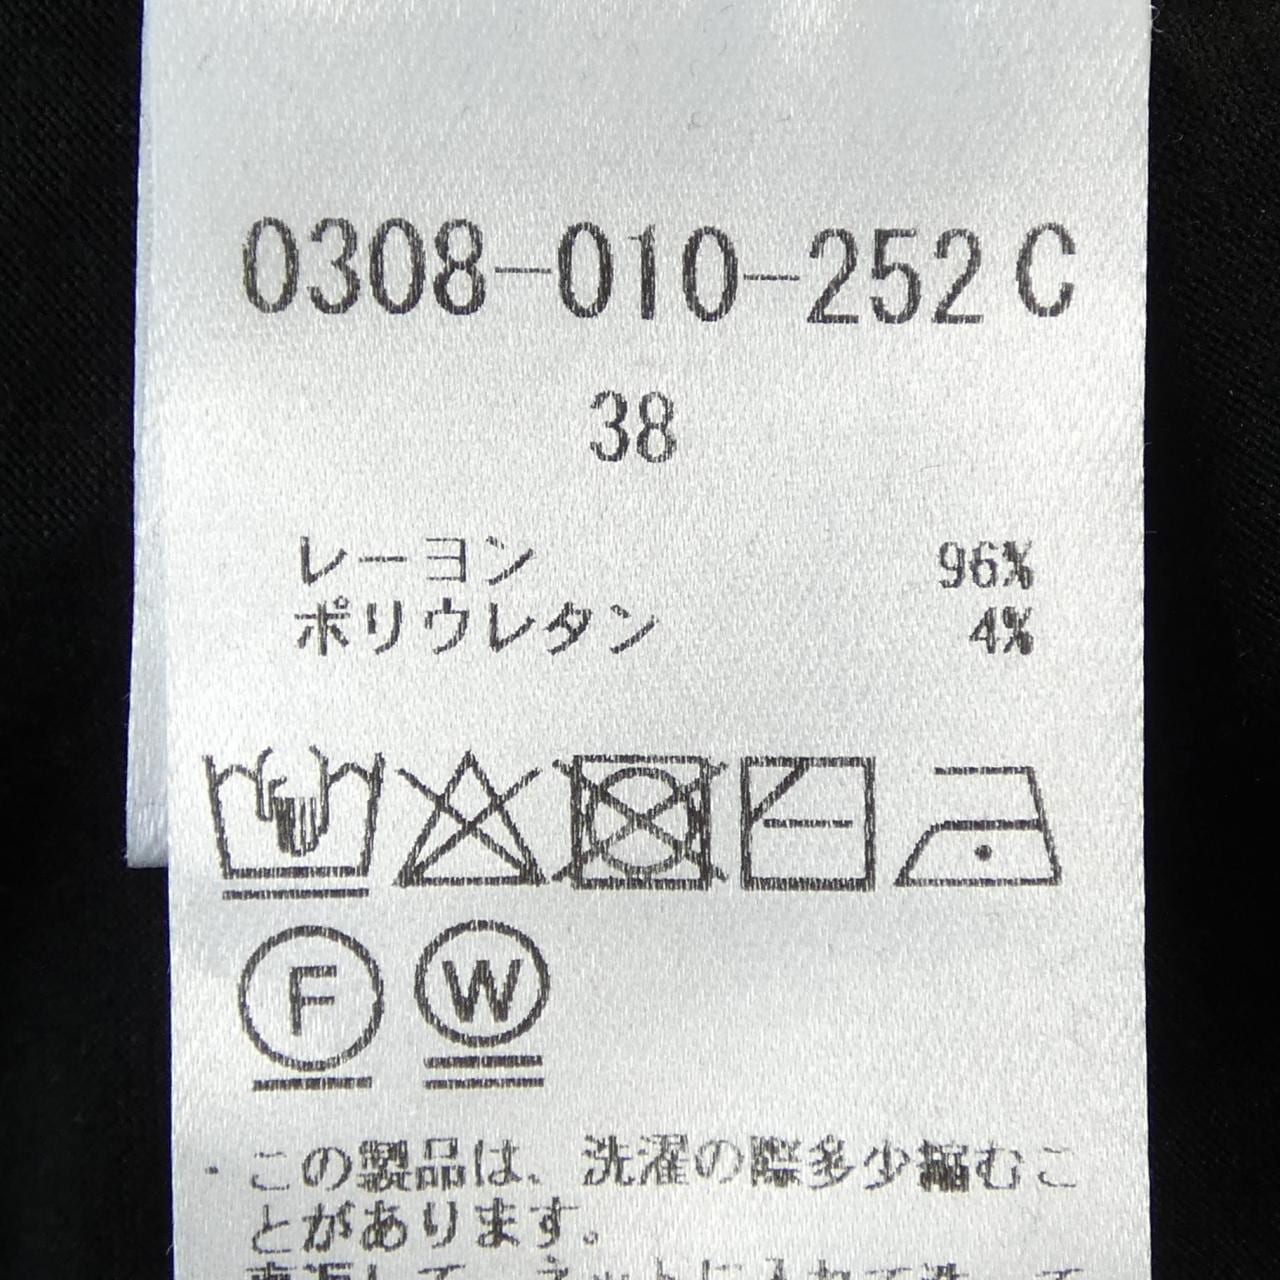 0308-010-252 C
38
レーヨン 96%
ポリウレタン 4%
F W
・この製品は、洗濯の際多少縮むこ
とがあります。